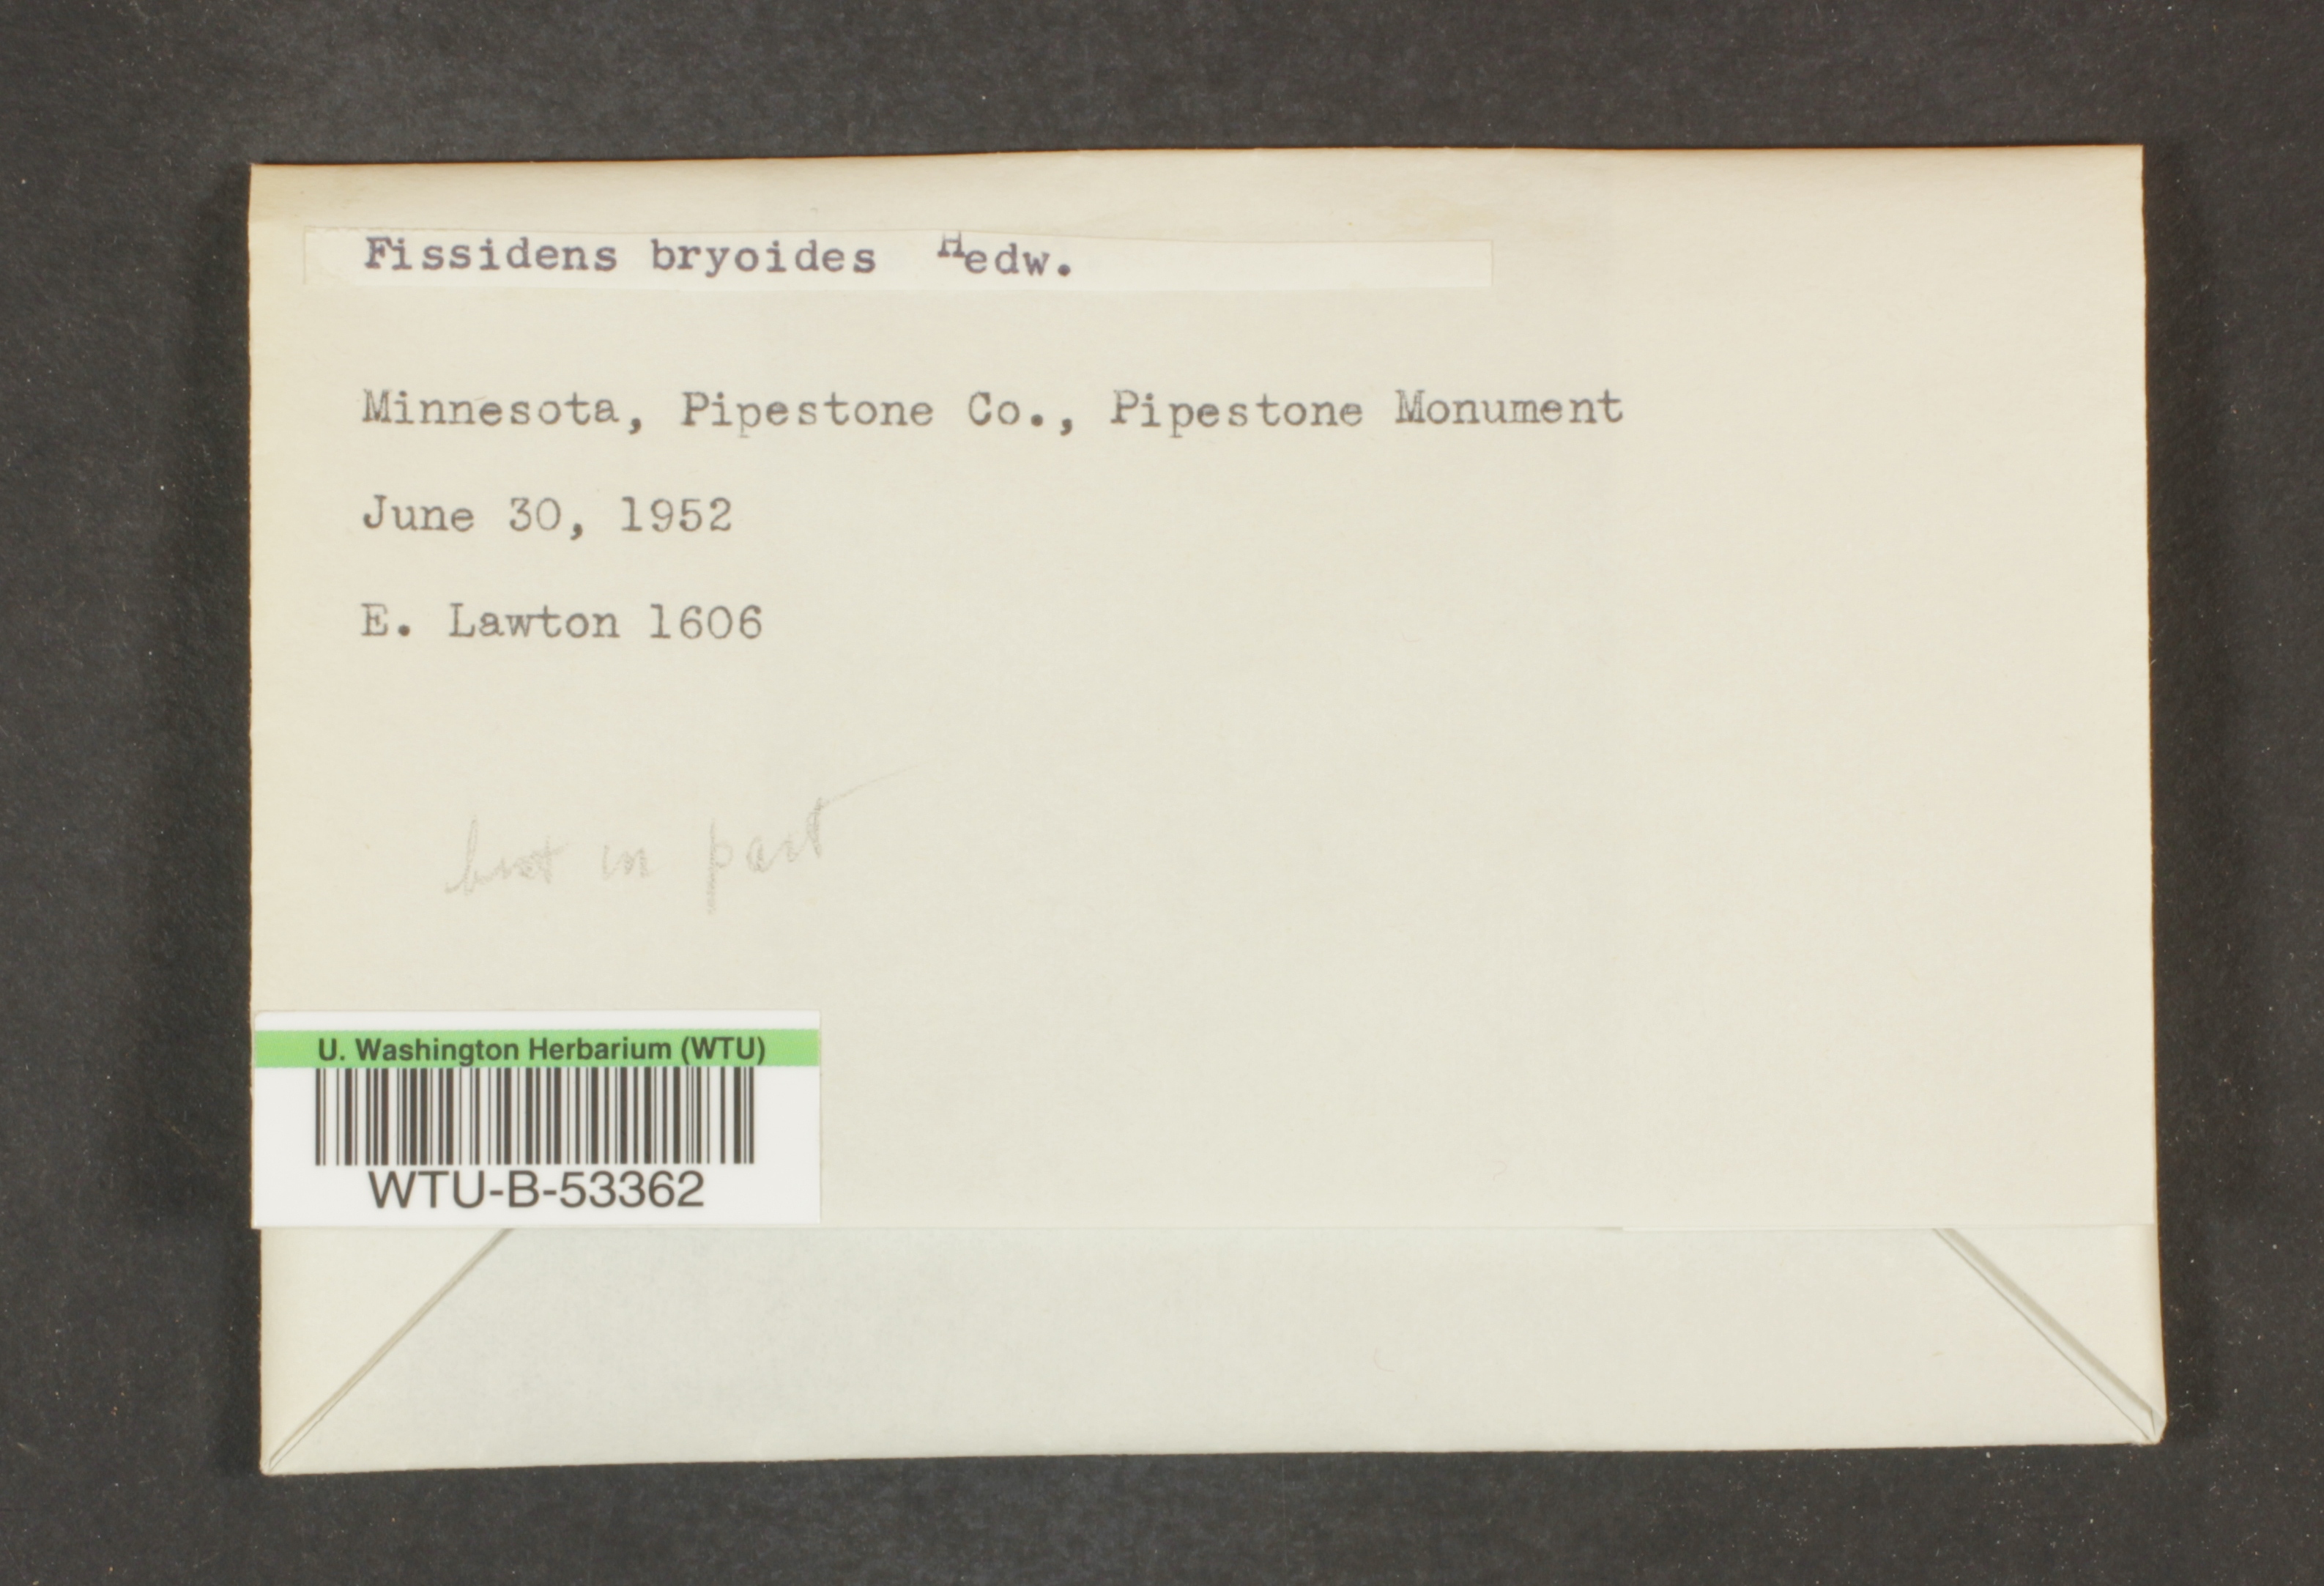 Fissidens bryoides Hedw.
Minnesota, Pipestone Co., Pipestone Monument
June 30, 1952
E. Lawton 1606
in part
U. Washington Herbarium (WTU)
WTU-B-53362